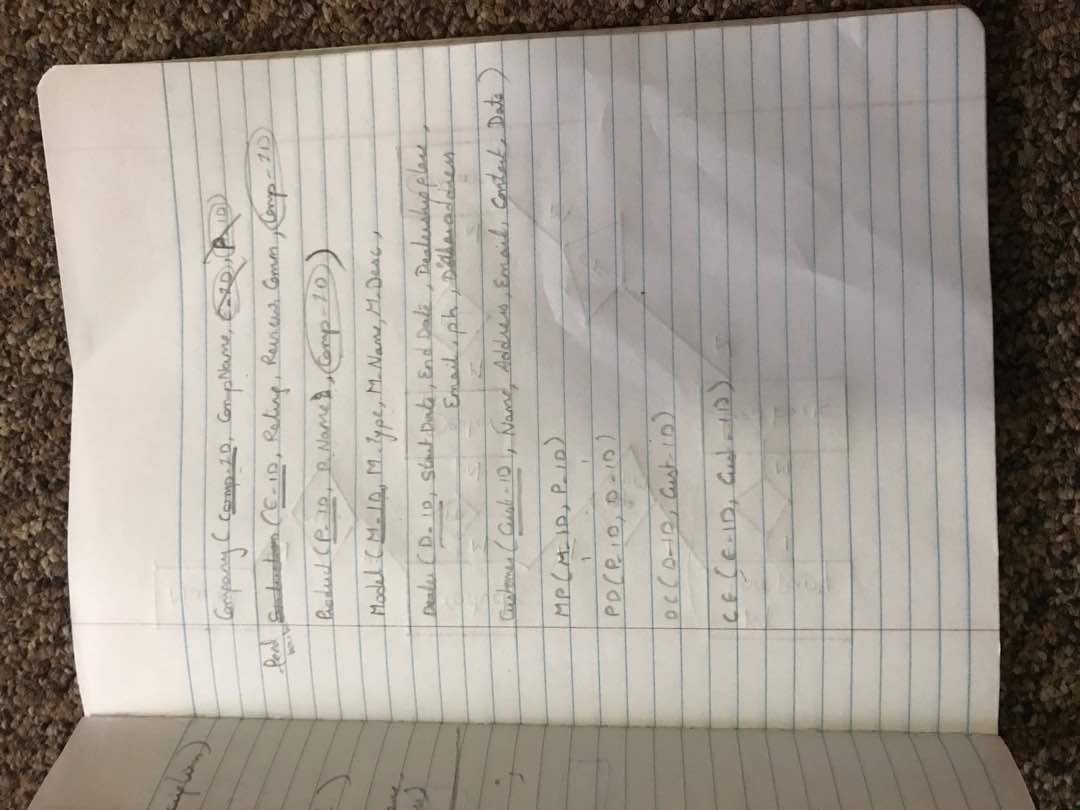 Company ( Comp-ID, CompName, E-ID, P-ID)
Feed (E-ID, Rating, Review, Comm, Comp-ID
Product (P-ID, P.Name, Comp-ID)
Model (M-ID, M.Type, M.Name, M.Desc,
Dealer (D-ID, Start Date, End Date, Dealership place,
Email, ph, address
Customer (Cust-ID, Name, Address, Email, Contact, Date)
MP (M-ID, P-ID)
PD (P-ID, D-ID)
DC (D-ID, Cust-ID)
CE (E-ID, Cust-ID)